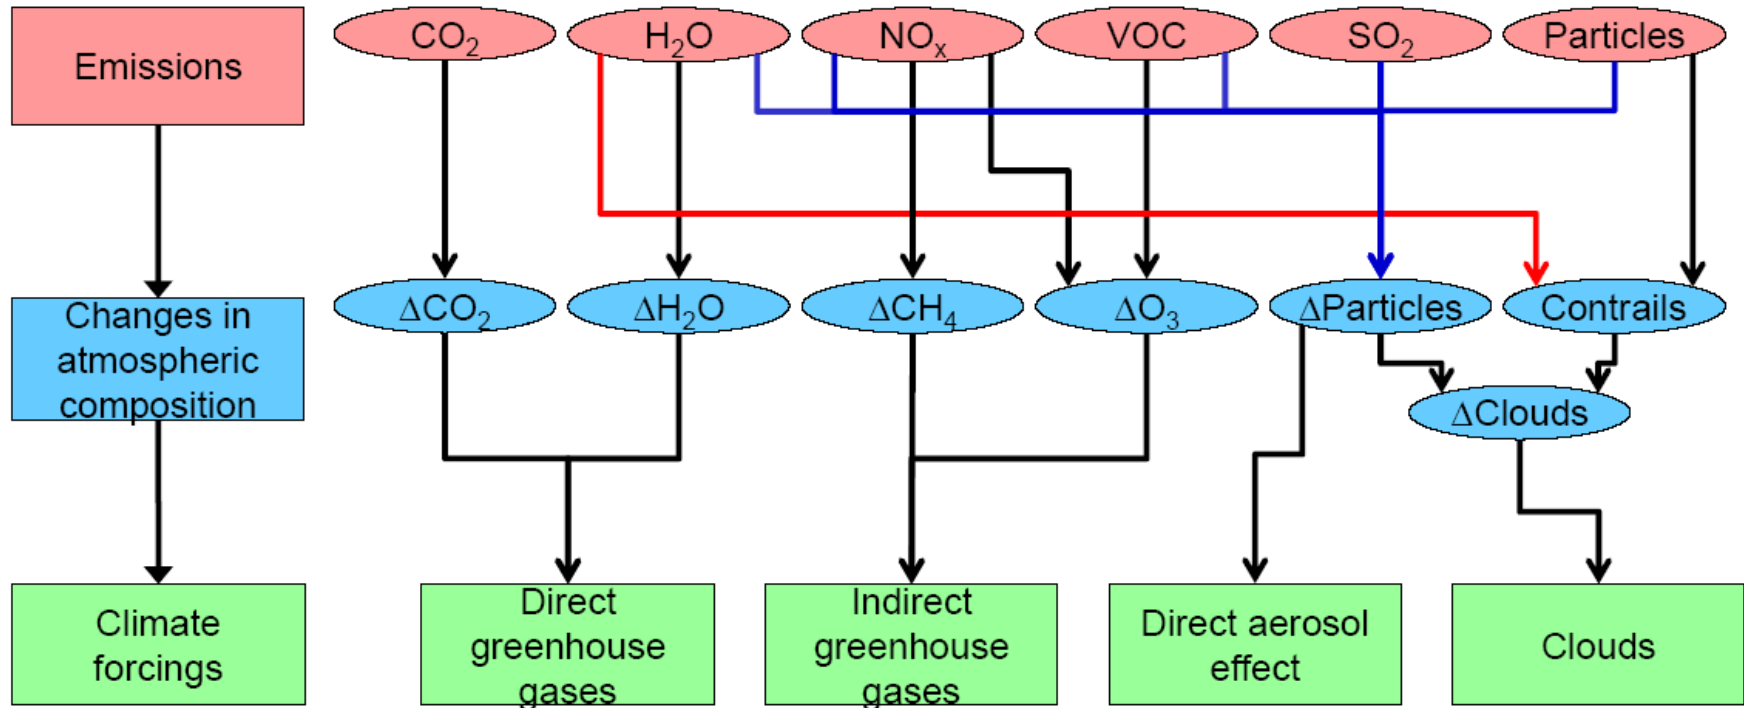 Emissions
CO₂
H₂O
NOₓ
VOC
SO₂
Particles
Changes in
atmospheric
composition
ΔCO₂
ΔH₂O
ΔCH₄
ΔO₃
ΔParticles
Contrails
ΔClouds
Climate
forcings
Direct
greenhouse
gases
Indirect
greenhouse
gases
Direct aerosol
effect
Clouds